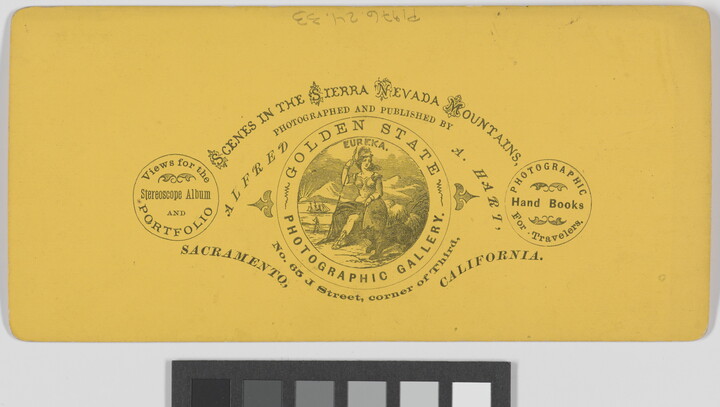 P1976.24.33
SCENES IN THE SIERRA NEVADA MOUNTAINS,
PHOTOGRAPHED AND PUBLISHED BY
ALFRED A. HART,
GOLDEN STATE
EUREKA.
PHOTOGRAPHIC GALLERY.
No. 65 J Street, corner of Third.
SACRAMENTO, CALIFORNIA.
Views for the
Stereoscope Album
AND
PORTFOLIO
PHOTOGRAPHIC
Hand Books
For Travelers.